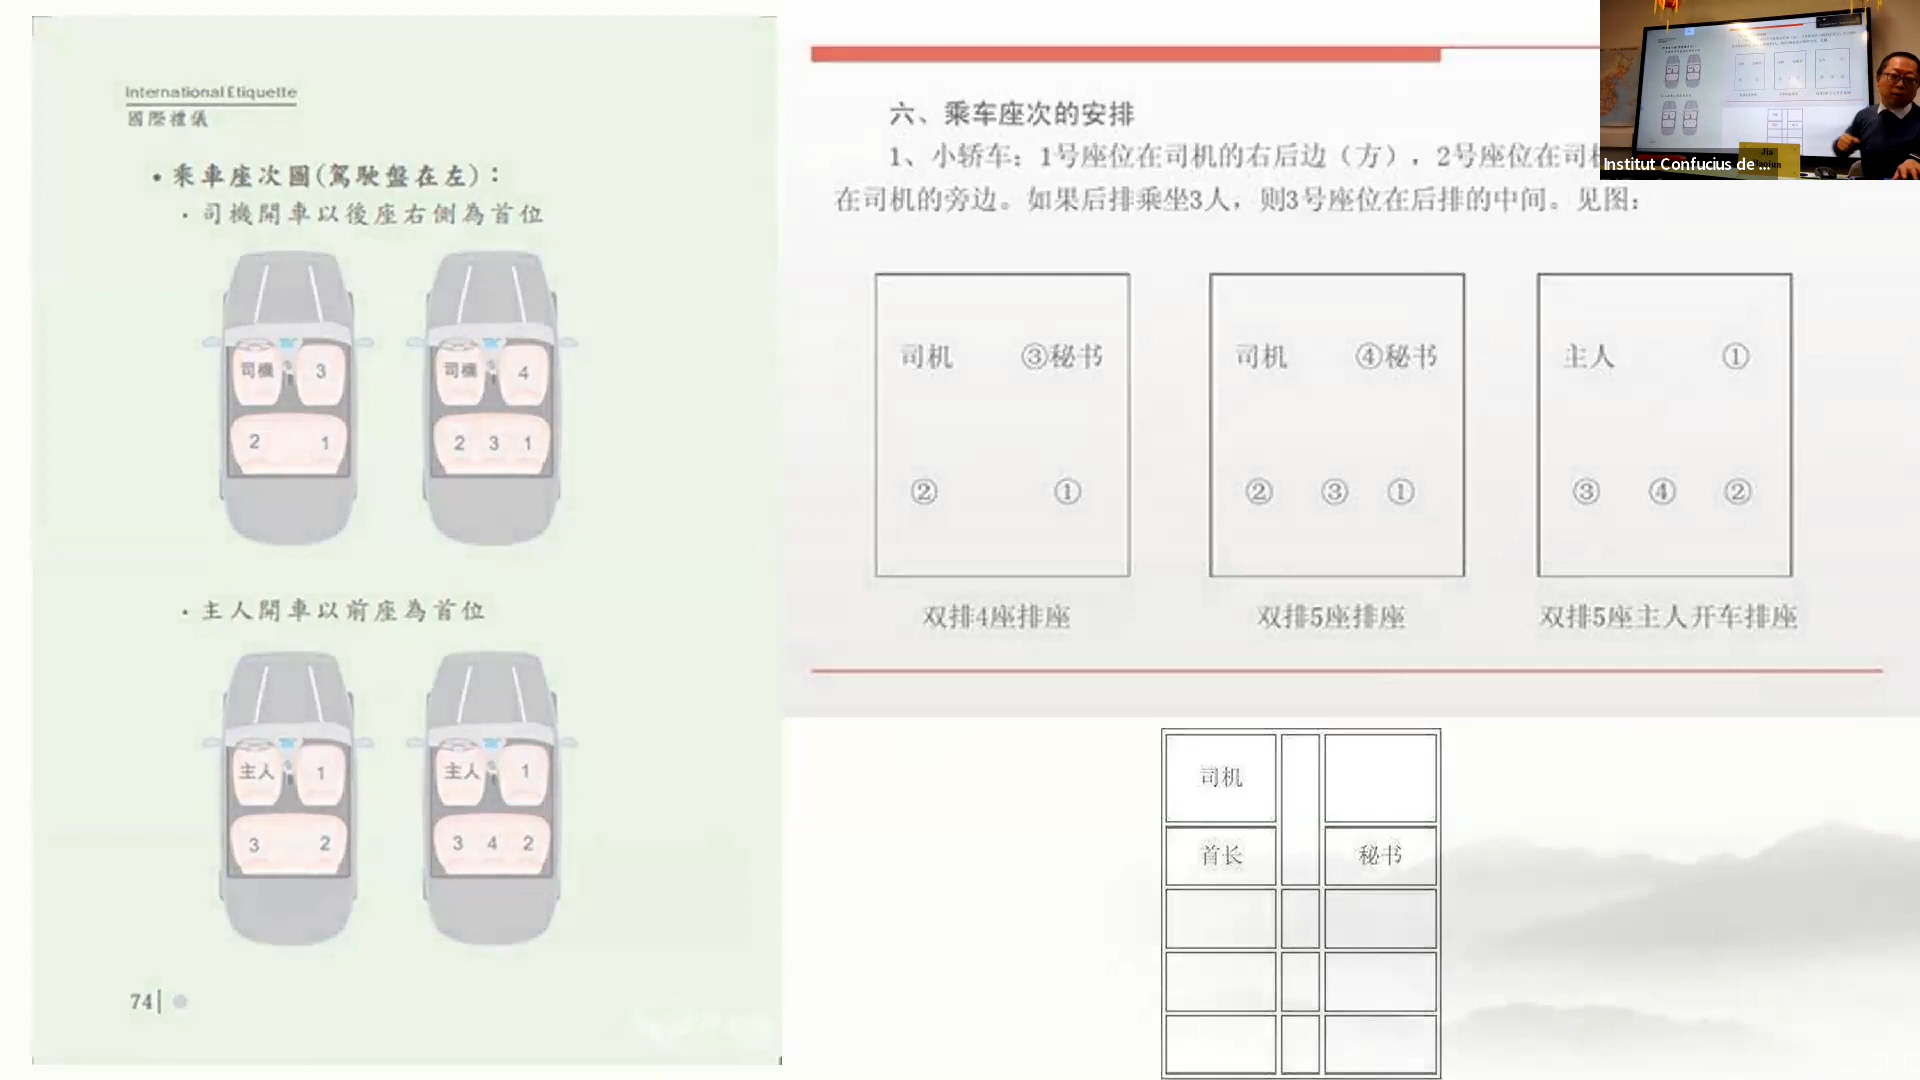 International Etiquette
國際禮儀
• 乘車座次圖(駕駛盤在左)：
· 司機開車以後座右側為首位
司機 3 司機 4
2 1 2 3 1
· 主人開車以前座為首位
主人 1 主人 1
3 2 3 4 2
74
六、乘车座次的安排
1、小轿车：1号座位在司机的右后边（方），2号座位在司
在司机的旁边。如果后排乘坐3人，则3号座位在后排的中间。见图：
司机 ③秘书 司机 ④秘书 主人 ①
② ① ② ③ ① ③ ④ ②
双排4座排座 双排5座排座 双排5座主人开车排座
司机
首长 秘书
Institut Confucius de ...